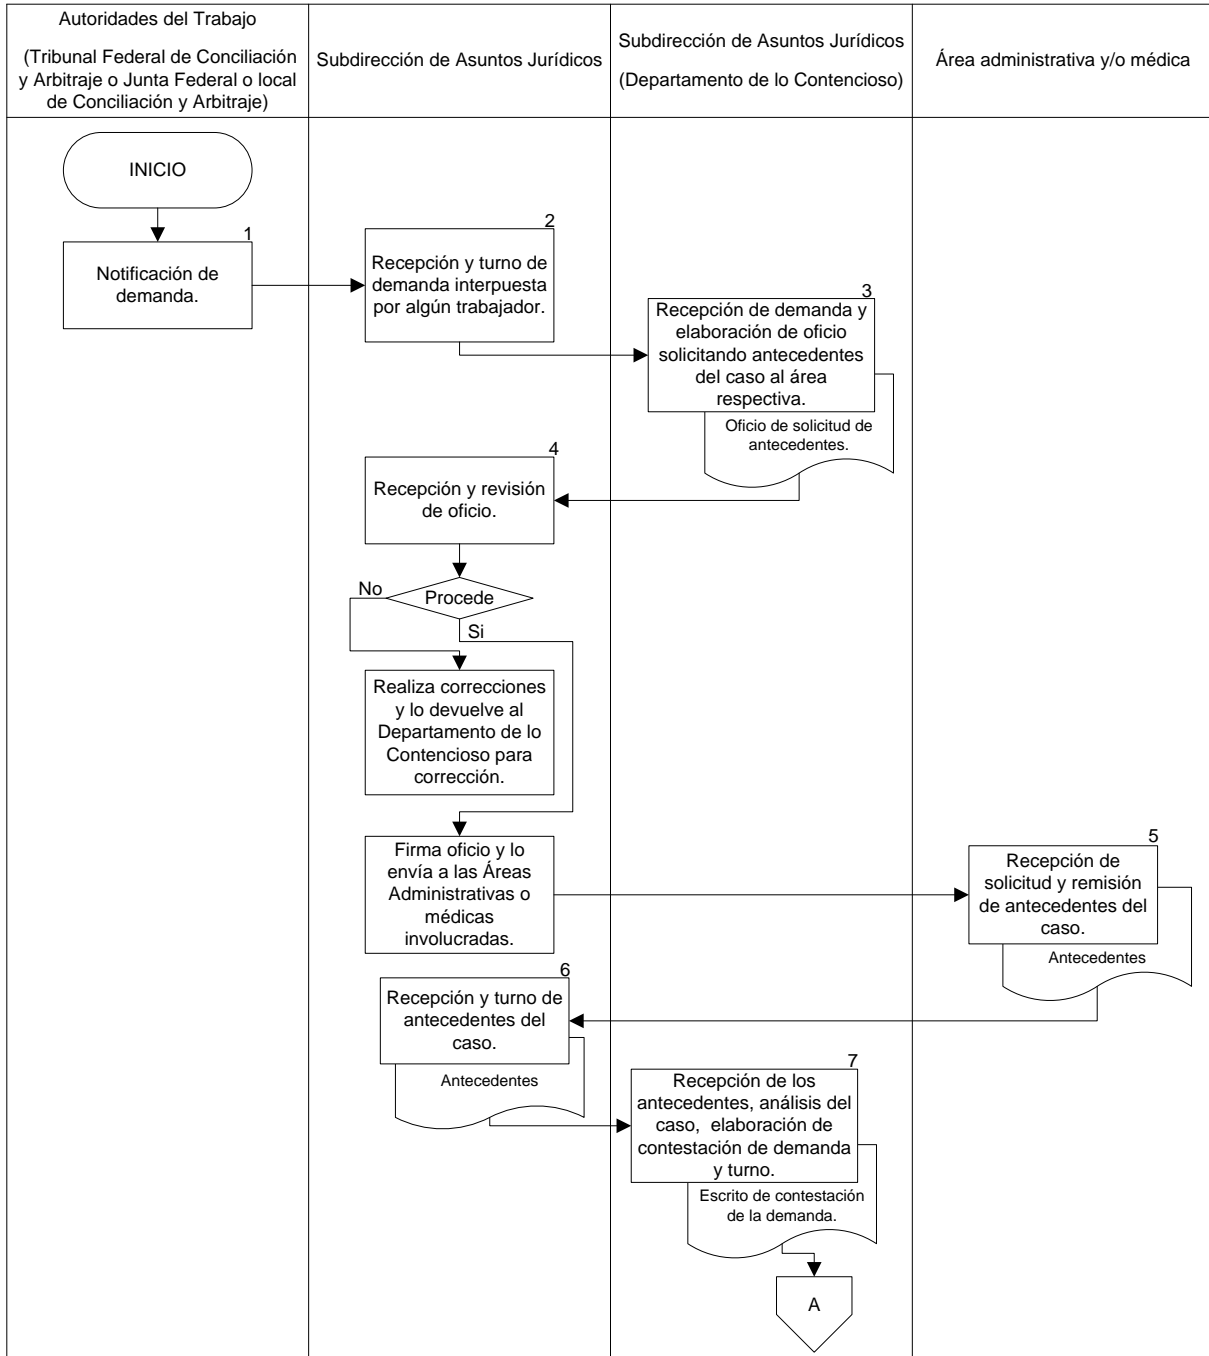 Autoridades del Trabajo
(Tribunal Federal de Conciliación
y Arbitraje o Junta Federal o local
de Conciliación y Arbitraje)
Subdirección de Asuntos Jurídicos
Subdirección de Asuntos Jurídicos
(Departamento de lo Contencioso)
Área administrativa y/o médica
INICIO
1
Notificación de
demanda.
2
Recepción y turno de
demanda interpuesta
por algún trabajador.
3
Recepción de demanda y
elaboración de oficio
solicitando antecedentes
del caso al área
respectiva.
Oficio de solicitud de
antecedentes.
4
Recepción y revisión
de oficio.
Procede
No
Si
Realiza correcciones
y lo devuelve al
Departamento de lo
Contencioso para
corrección.
Firma oficio y lo
envía a las Áreas
Administrativas o
médicas
involucradas.
5
Recepción de
solicitud y remisión
de antecedentes del
caso.
Antecedentes
6
Recepción y turno de
antecedentes del
caso.
Antecedentes
7
Recepción de los
antecedentes, análisis del
caso,  elaboración de
contestación de demanda
y turno.
Escrito de contestación
de la demanda.
A